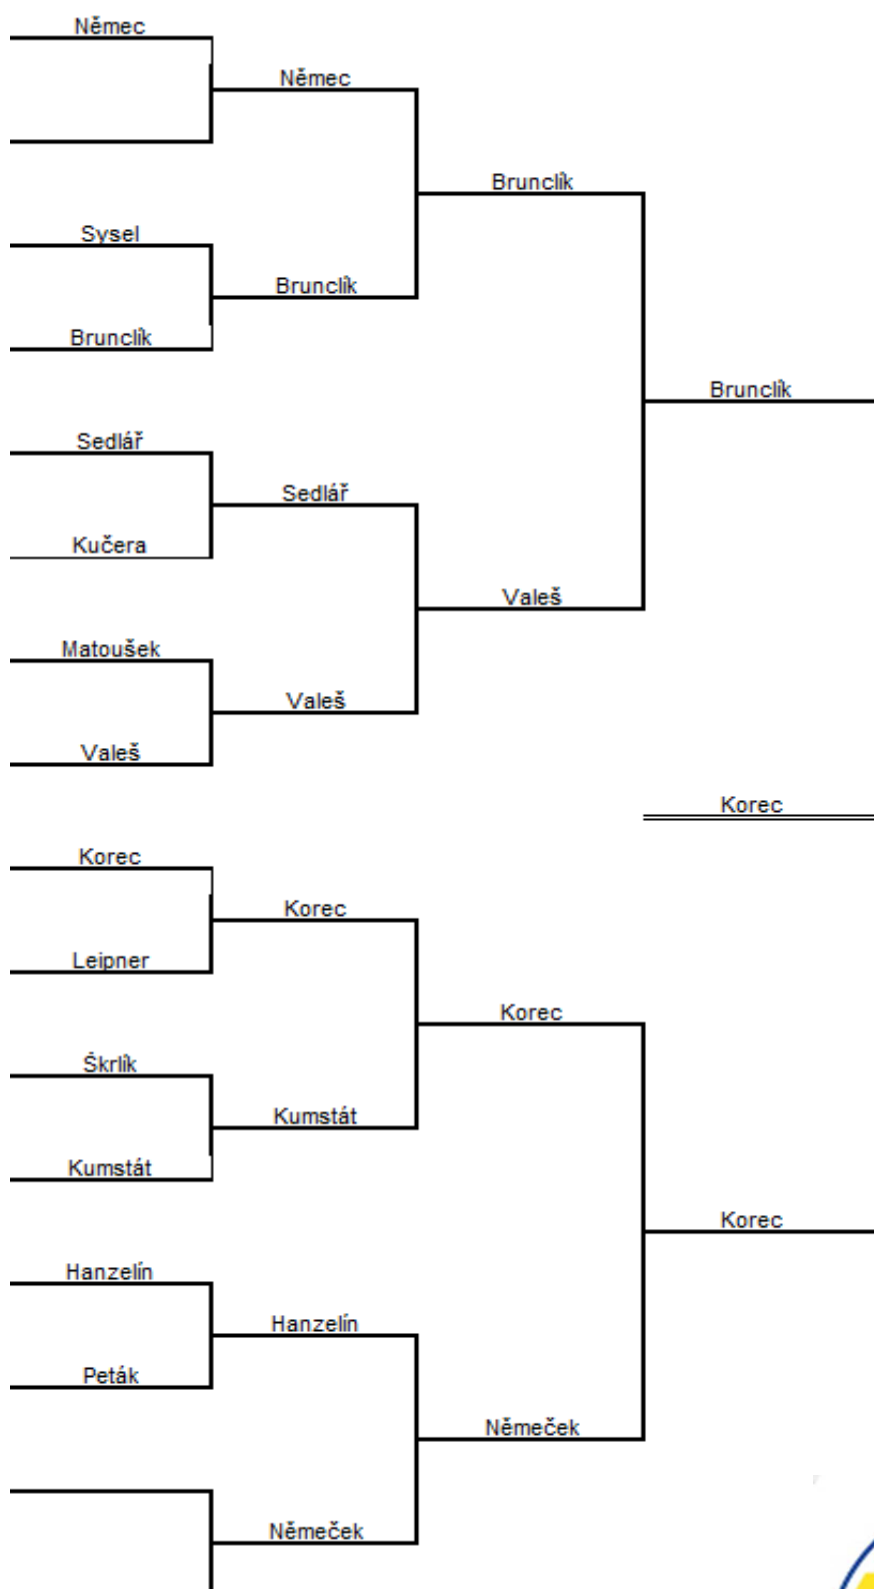 Němec
Němec
Brunclík
Sysel
Brunclík
Brunclík
Brunclík
Sedlář
Sedlář
Kučera
Valeš
Matoušek
Valeš
Valeš
Korec
Korec
Korec
Leipner
Korec
Škrlík
Kumstát
Kumstát
Korec
Hanzelín
Hanzelín
Peták
Němeček
Němeček